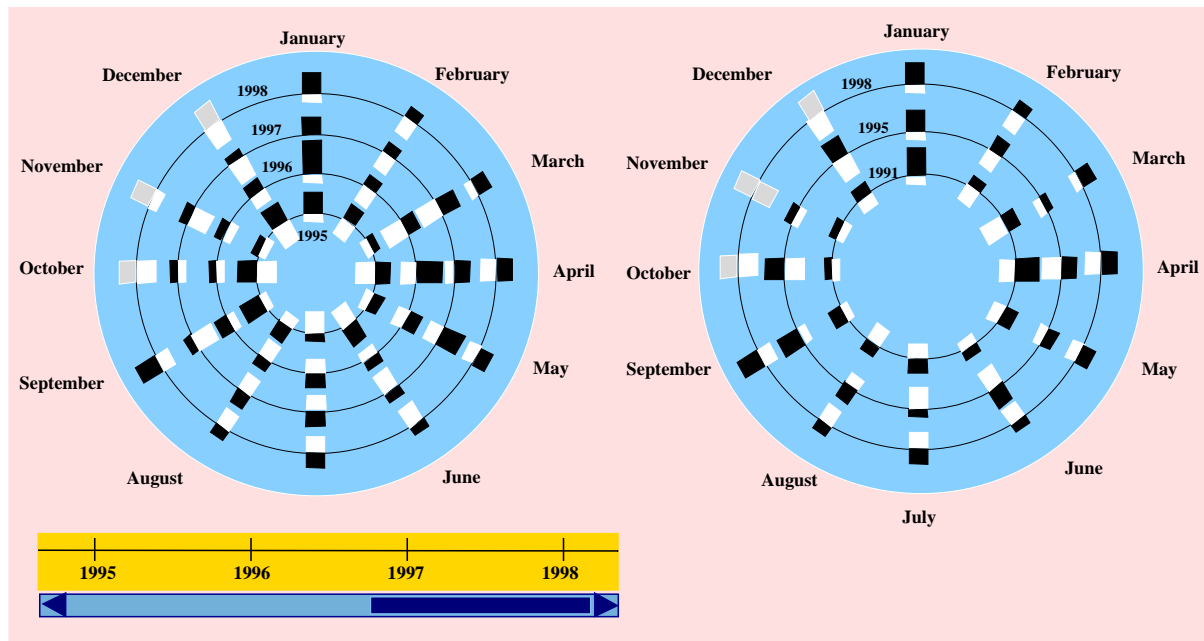 January
December
February
1998
1997
1996
November
March
1995
October
April
September
May
August
June
1995
1996
1997
1998
January
December
February
1998
1995
November
March
1991
October
April
September
May
August
June
July